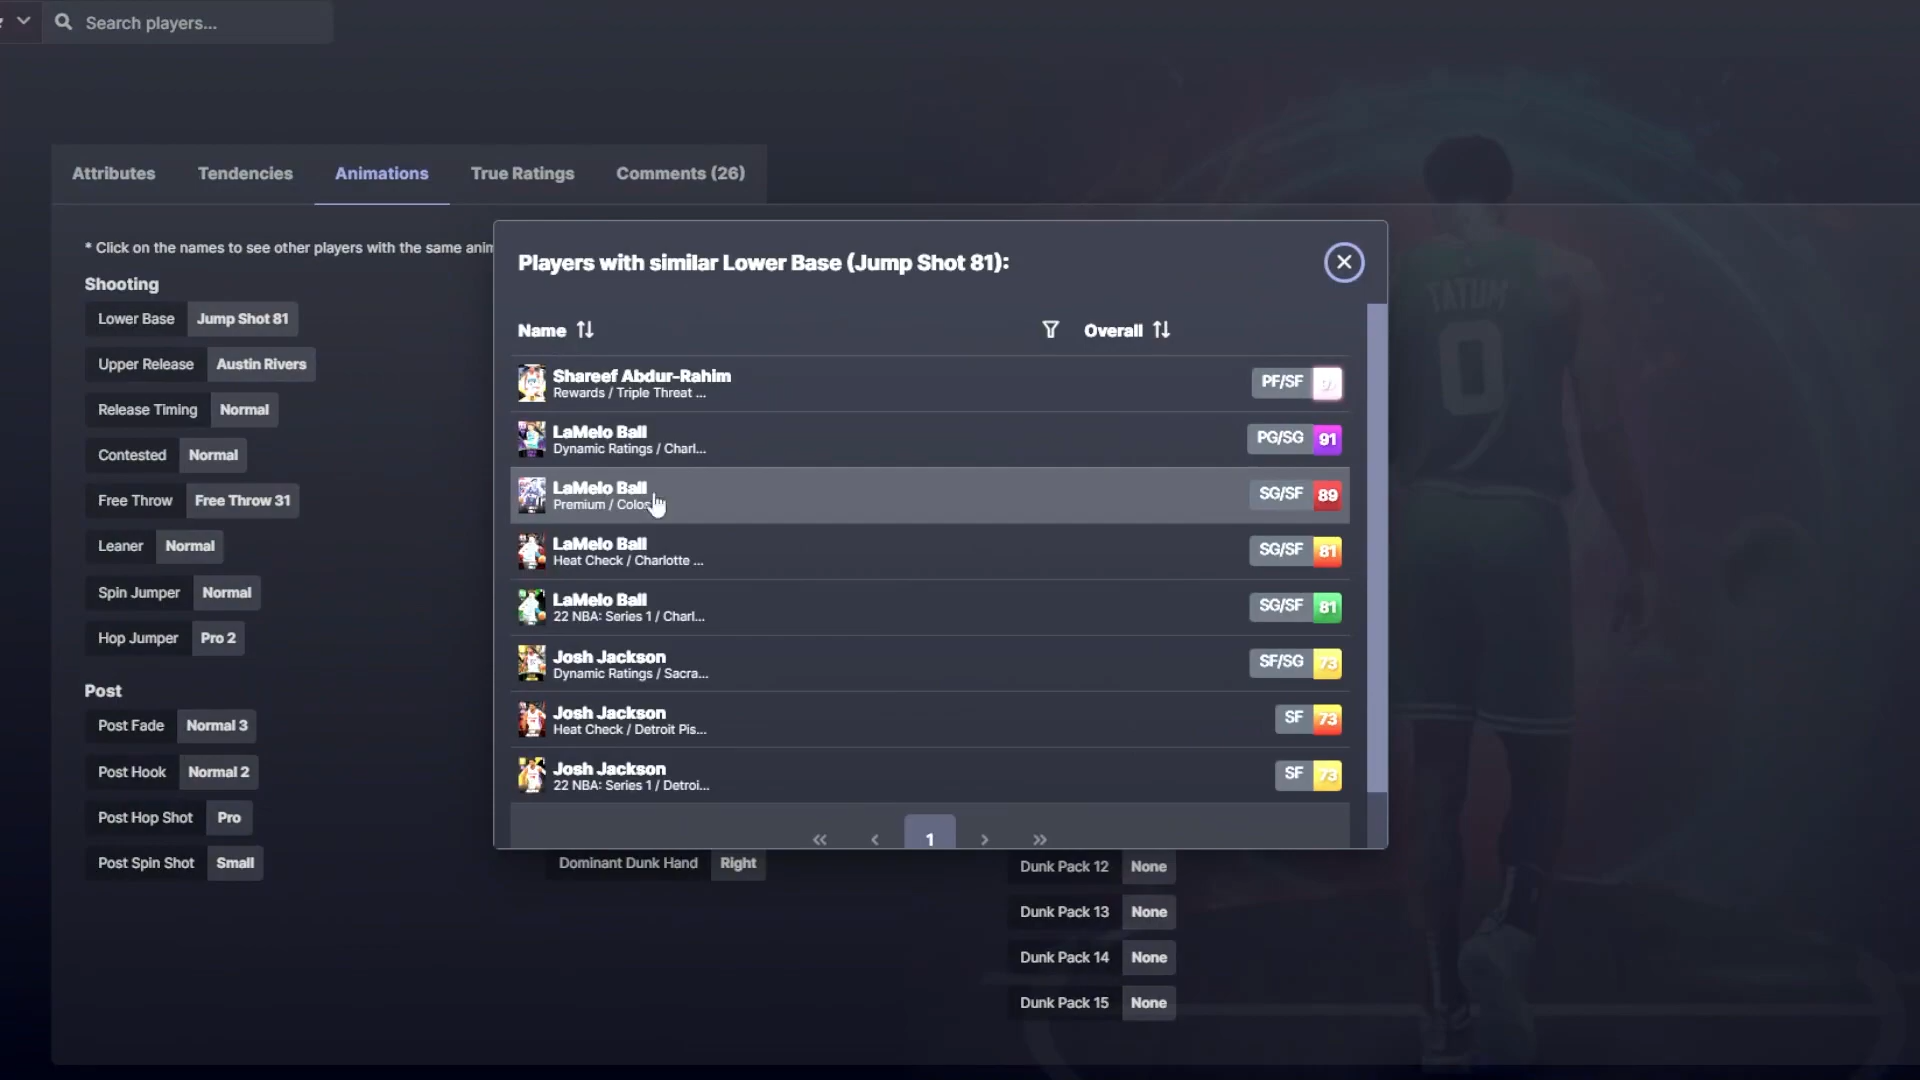 Search players...
Attributes Tendencies Animations True Ratings Comments (26)
* Click on the names to see other players with the same anim
Shooting
Lower Base Jump Shot 81
Upper Release Austin Rivers
Release Timing Normal
Contested Normal
Free Throw Free Throw 31
Leaner Normal
Spin Jumper Normal
Hop Jumper Pro 2
Post
Post Fade Normal 3
Post Hook Normal 2
Post Hop Shot Pro
Post Spin Shot Small
Players with similar Lower Base (Jump Shot 81):
Name Overall
Shareef Abdur-Rahim
Rewards / Triple Threat ...
PF/SF
LaMelo Ball
Dynamic Ratings / Charl...
PG/SG 91
LaMelo Ball
Premium / Colos
SG/SF 89
LaMelo Ball
Heat Check / Charlotte ...
SG/SF 81
LaMelo Ball
22 NBA: Series 1 / Charl...
SG/SF 81
Josh Jackson
Dynamic Ratings / Sacra...
SF/SG 73
Josh Jackson
Heat Check / Detroit Pis...
SF 73
Josh Jackson
22 NBA: Series 1 / Detroi...
SF 73
« ‹ 1 › »
Dominant Dunk Hand Right
Dunk Pack 12 None
Dunk Pack 13 None
Dunk Pack 14 None
Dunk Pack 15 None
TATUM
0